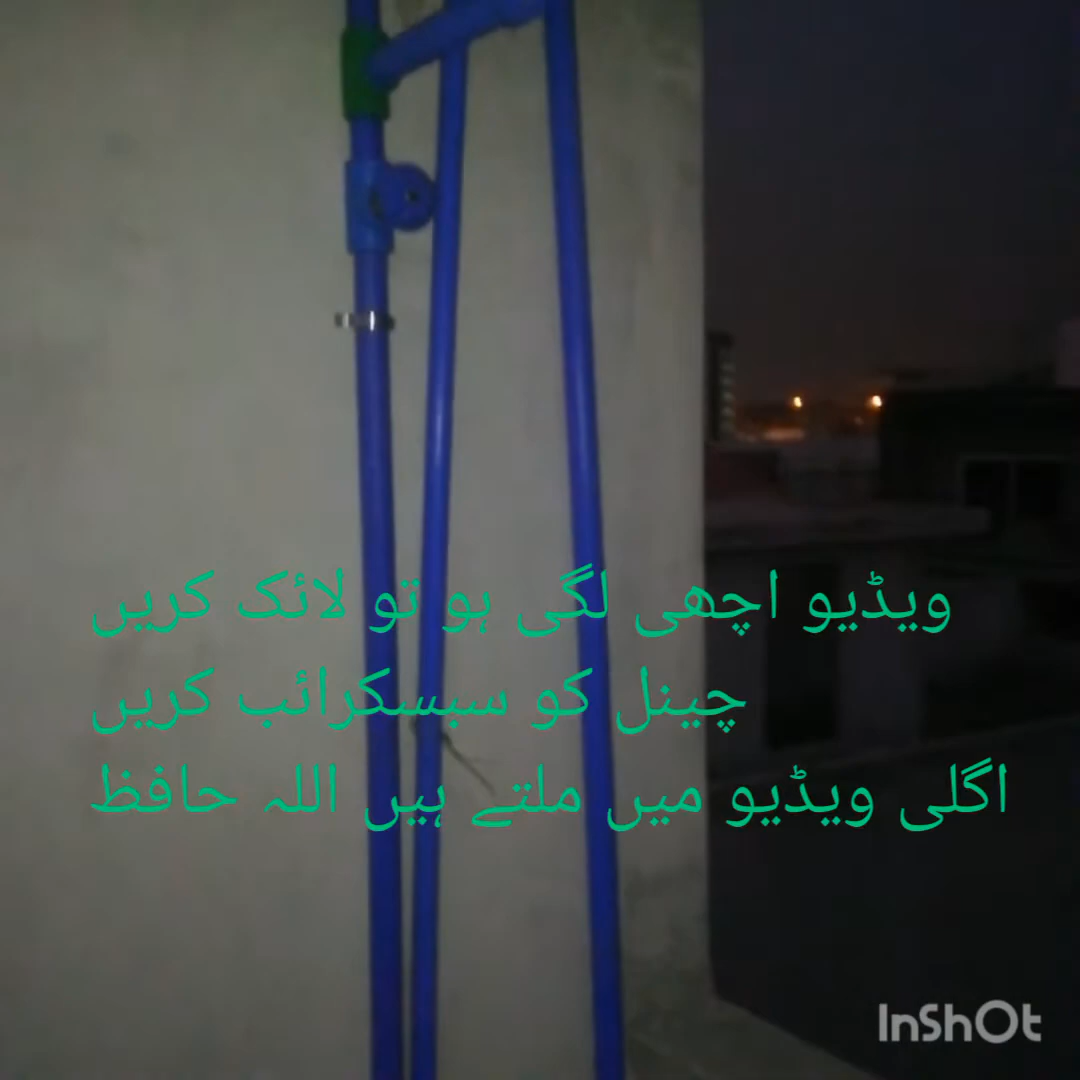 ویڈیو اچھی لگی ہو تو لائک کریں
چینل کو سبسکرائب کریں
اگلی ویڈیو میں ملتے ہیں اللہ حافظ
InShOt